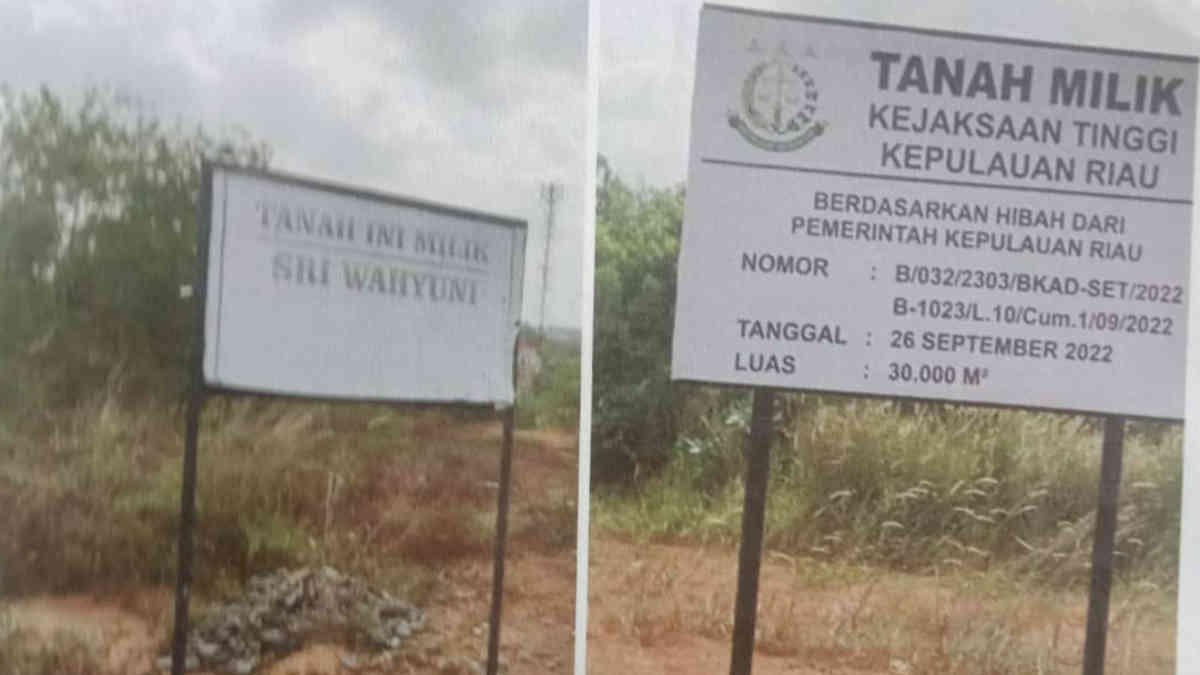 TANAH INI MILIK
SRI WAHYUNI
TANAH MILIK
KEJAKSAAN TINGGI
KEPULAUAN RIAU
BERDASARKAN HIBAH DARI
PEMERINTAH KEPULAUAN RIAU
NOMOR : B/032/2303/BKAD-SET/2022
B-1023/L.10/Cum.1/09/2022
TANGGAL : 26 SEPTEMBER 2022
LUAS : 30.000 M²